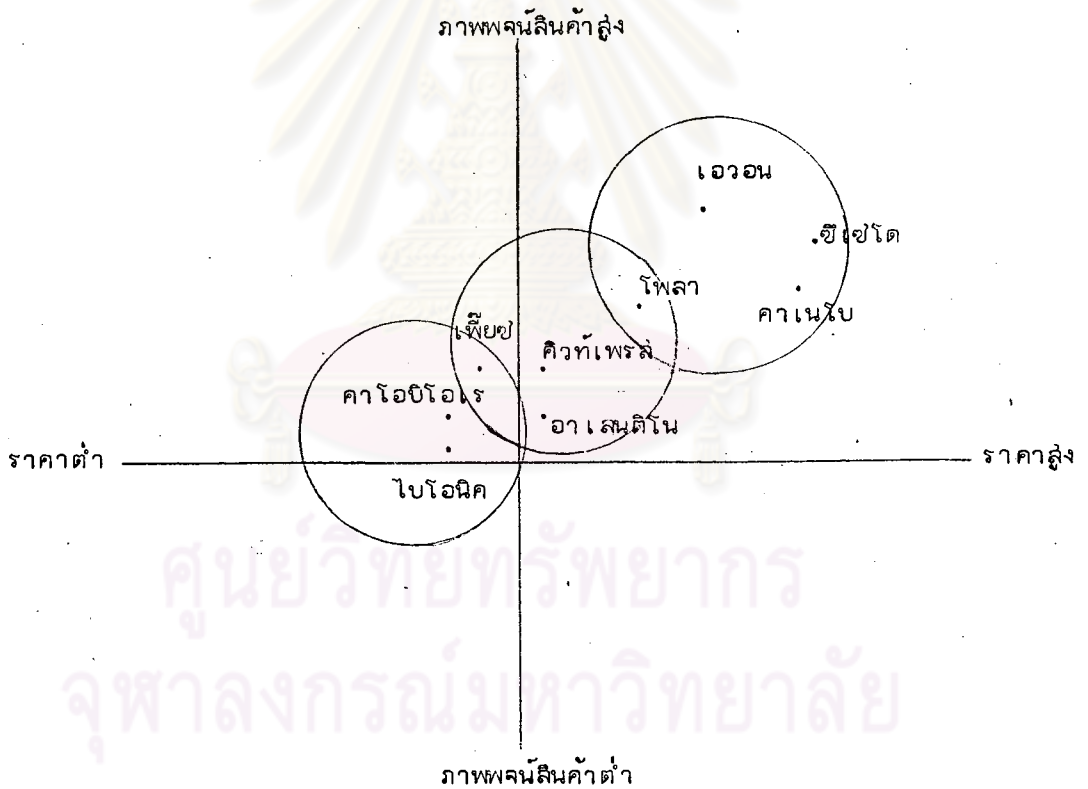 ภาพพจน์สินค้าสูง
เอวอน
ชิเชโด
โพลา
คาเนโบ
เพี๊ยซ
คิวท์เพรส
คาโอบิโอเร
อาเลนติโน
ราคาต่ำ
ราคาสูง
ไบโอนิค
ศูนย์วิทยทรัพยากร
จุฬาลงกรณ์มหาวิทยาลัย
ภาพพจน์สินค้าต่ำ